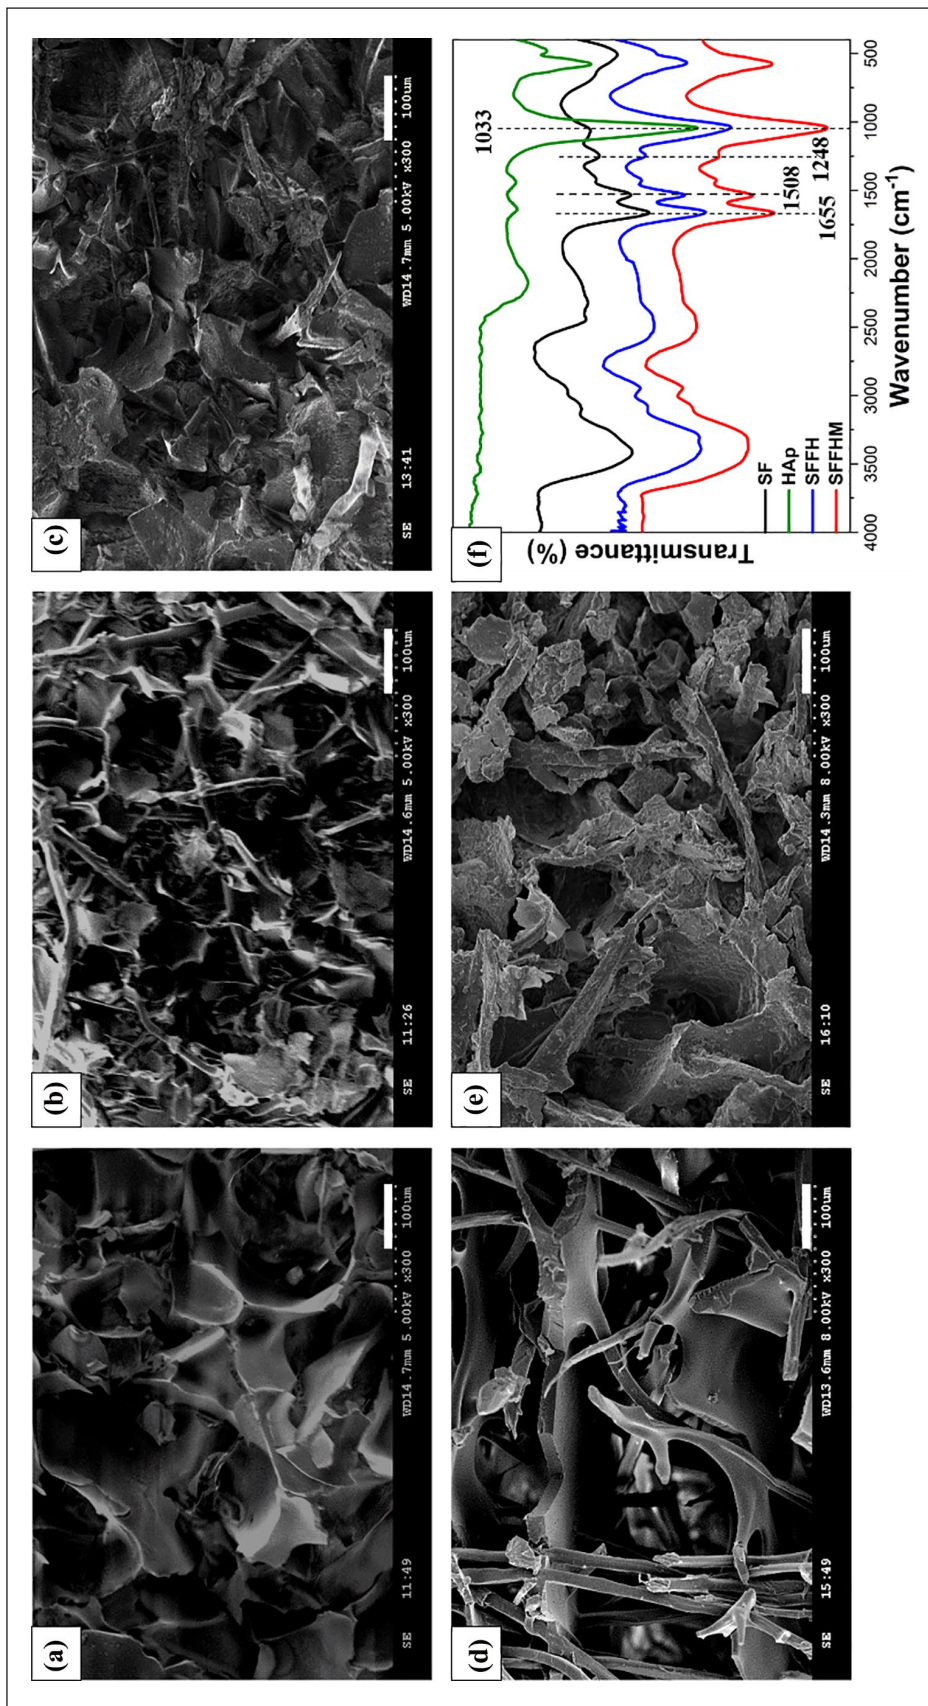 (a)
SE 11:49 WD14.7mm 5.00kV x300 100um
(b)
SE 11:26 WD14.6mm 5.00kV x300 100um
(c)
SE 13:41 WD14.7mm 5.00kV x300 100um
(d)
SE 15:49 WD13.6mm 8.00kV x300 100um
(e)
SE 16:10 WD14.3mm 8.00kV x300 100um
(f)
Transmittance (%)
1033
1248
1508
1655
SF
HAp
SFFH
SFFHM
4000 3500 3000 2500 2000 1500 1000 500
Wavenumber (cm⁻¹)